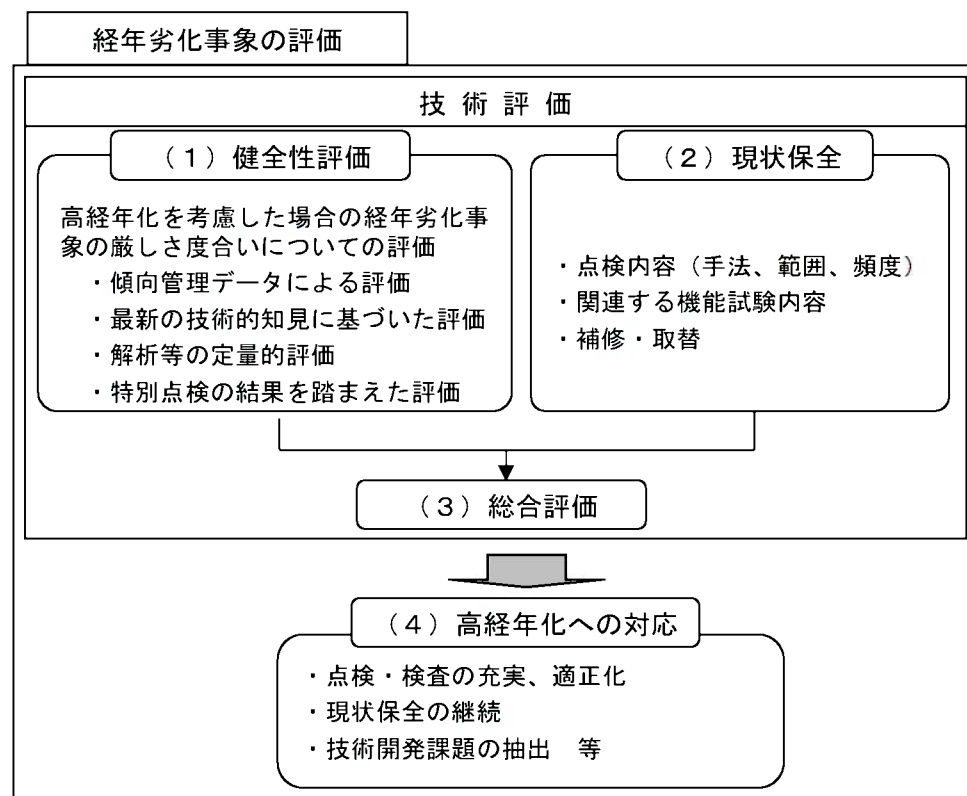 経年劣化事象の評価
技術評価
（１）健全性評価
高経年化を考慮した場合の経年劣化事
象の厳しさ度合いについての評価
・傾向管理データによる評価
・最新の技術的知見に基づいた評価
・解析等の定量的評価
・特別点検の結果を踏まえた評価
（２）現状保全
・点検内容（手法、範囲、頻度）
・関連する機能試験内容
・補修・取替
（３）総合評価
（４）高経年化への対応
・点検・検査の充実、適正化
・現状保全の継続
・技術開発課題の抽出　等